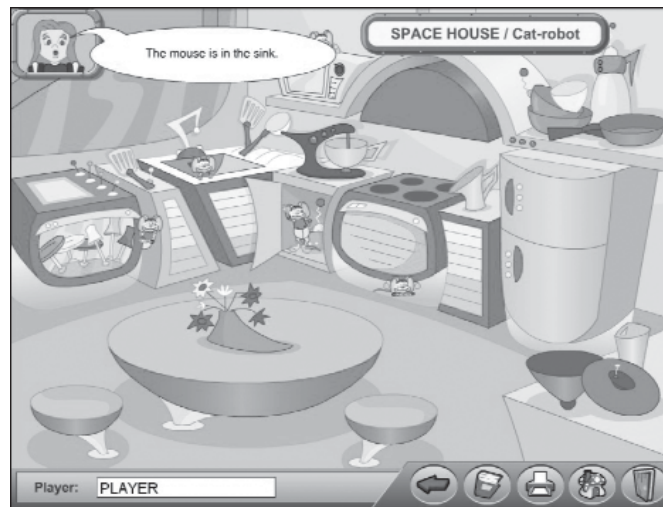 The mouse is in the sink.
SPACE HOUSE / Cat-robot
Player: PLAYER